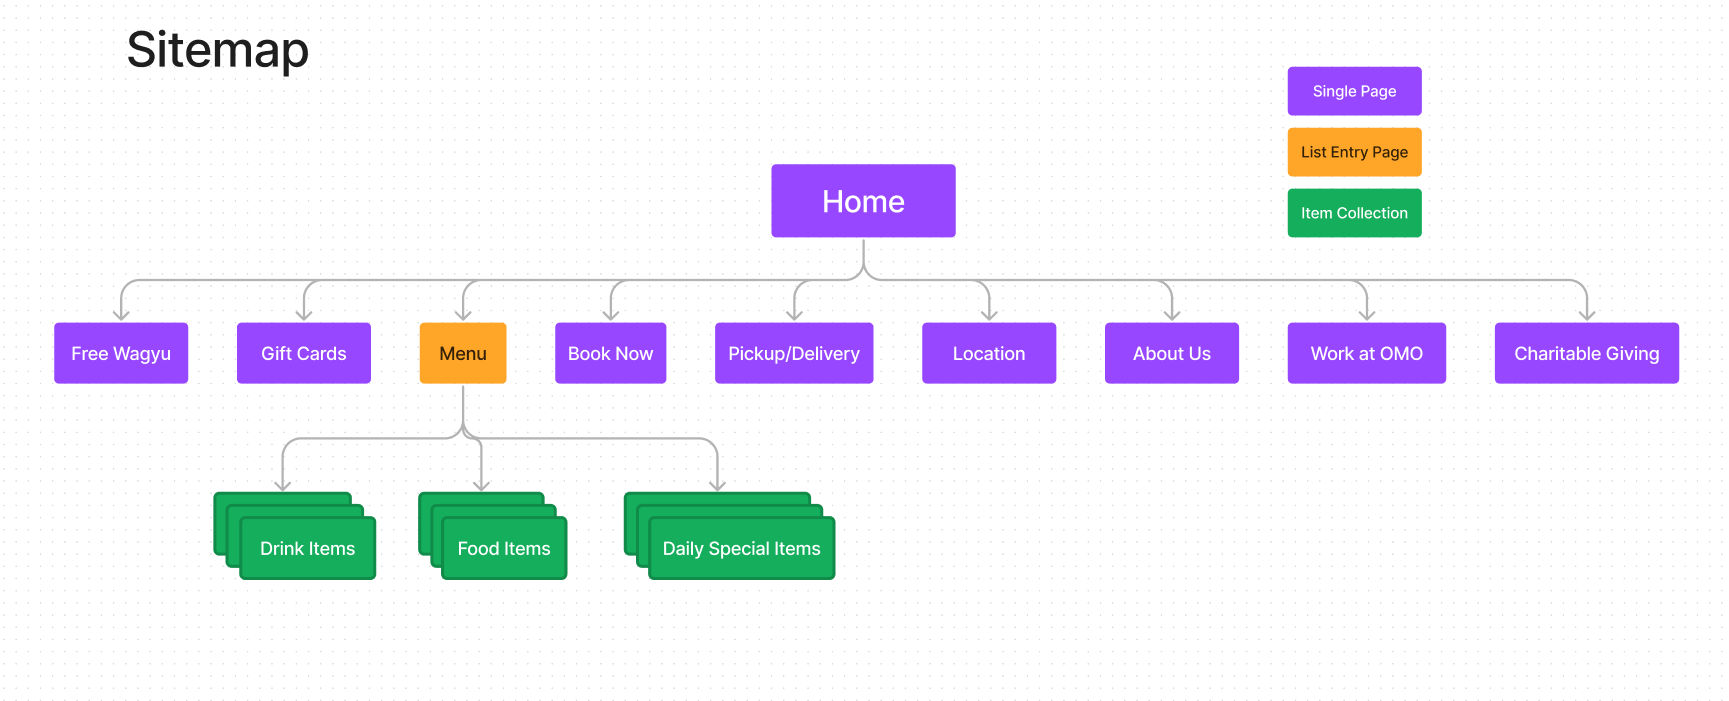 Sitemap
Single Page
List Entry Page
Item Collection
Home
Free Wagyu
Gift Cards
Menu
Book Now
Pickup/Delivery
Location
About Us
Work at OMO
Charitable Giving
Drink Items
Food Items
Daily Special Items